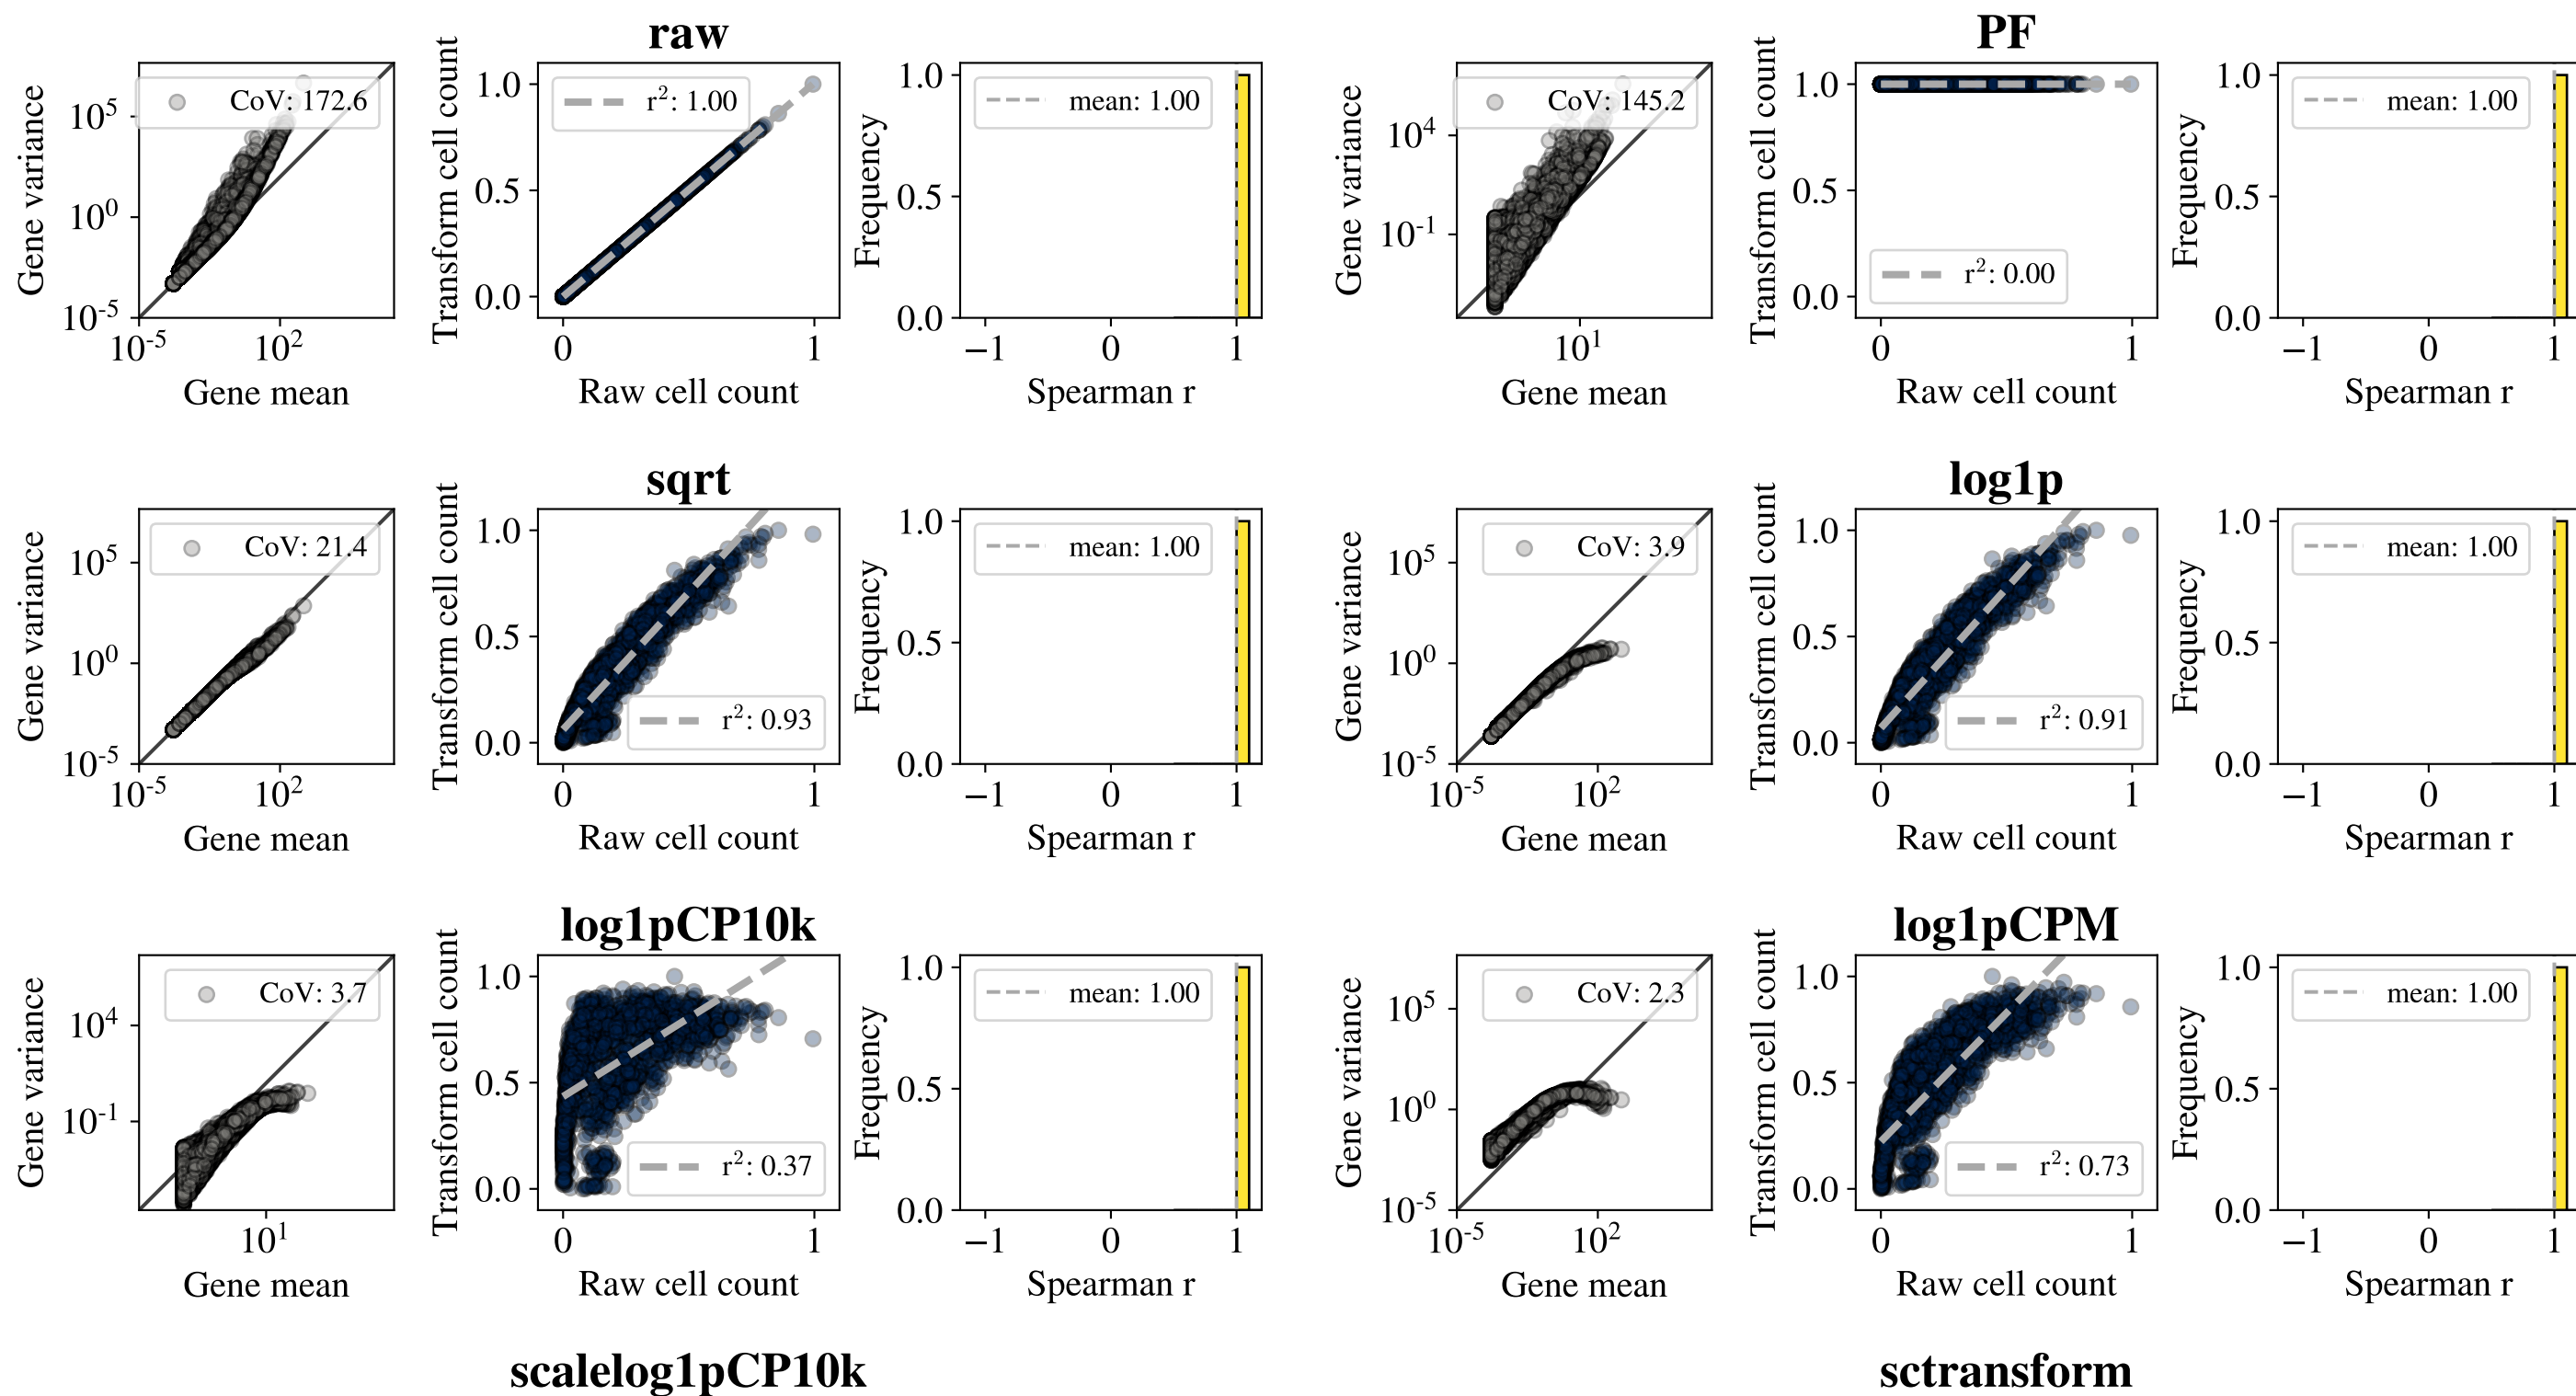 raw
Gene variance
10^5
10^0
10^-5
CoV: 172.6
10^-5
10^2
Gene mean
Transform cell count
1.0
0.5
0.0
r^2: 1.00
0
1
Raw cell count
Frequency
1.0
0.5
0.0
mean: 1.00
−1
0
1
Spearman r
PF
Gene variance
10^4
10^-1
CoV: 145.2
10^1
Gene mean
Transform cell count
1.0
0.5
0.0
r^2: 0.00
0
1
Raw cell count
Frequency
1.0
0.5
0.0
mean: 1.00
−1
0
1
Spearman r
sqrt
Gene variance
10^5
10^0
10^-5
CoV: 21.4
10^-5
10^2
Gene mean
Transform cell count
1.0
0.5
0.0
r^2: 0.93
0
1
Raw cell count
Frequency
1.0
0.5
0.0
mean: 1.00
−1
0
1
Spearman r
log1p
Gene variance
10^5
10^0
10^-5
CoV: 3.9
10^-5
10^2
Gene mean
Transform cell count
1.0
0.5
0.0
r^2: 0.91
0
1
Raw cell count
Frequency
1.0
0.5
0.0
mean: 1.00
−1
0
1
Spearman r
log1pCP10k
Gene variance
10^4
10^-1
CoV: 3.7
10^1
Gene mean
Transform cell count
1.0
0.5
0.0
r^2: 0.37
0
1
Raw cell count
Frequency
1.0
0.5
0.0
mean: 1.00
−1
0
1
Spearman r
log1pCPM
Gene variance
10^5
10^0
10^-5
CoV: 2.3
10^-5
10^2
Gene mean
Transform cell count
1.0
0.5
0.0
r^2: 0.73
0
1
Raw cell count
Frequency
1.0
0.5
0.0
mean: 1.00
−1
0
1
Spearman r
scalelog1pCP10k
sctransform